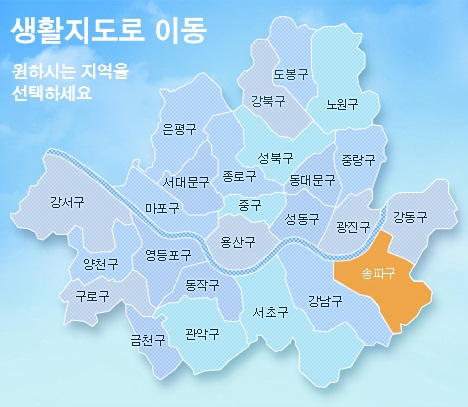 생활지도로 이동
원하시는 지역을
선택하세요
도봉구
강북구
노원구
은평구
성북구
중랑구
서대문구
종로구
동대문구
강서구
마포구
중구
성동구
광진구
강동구
용산구
양천구
영등포구
송파구
동작구
구로구
강남구
서초구
금천구
관악구